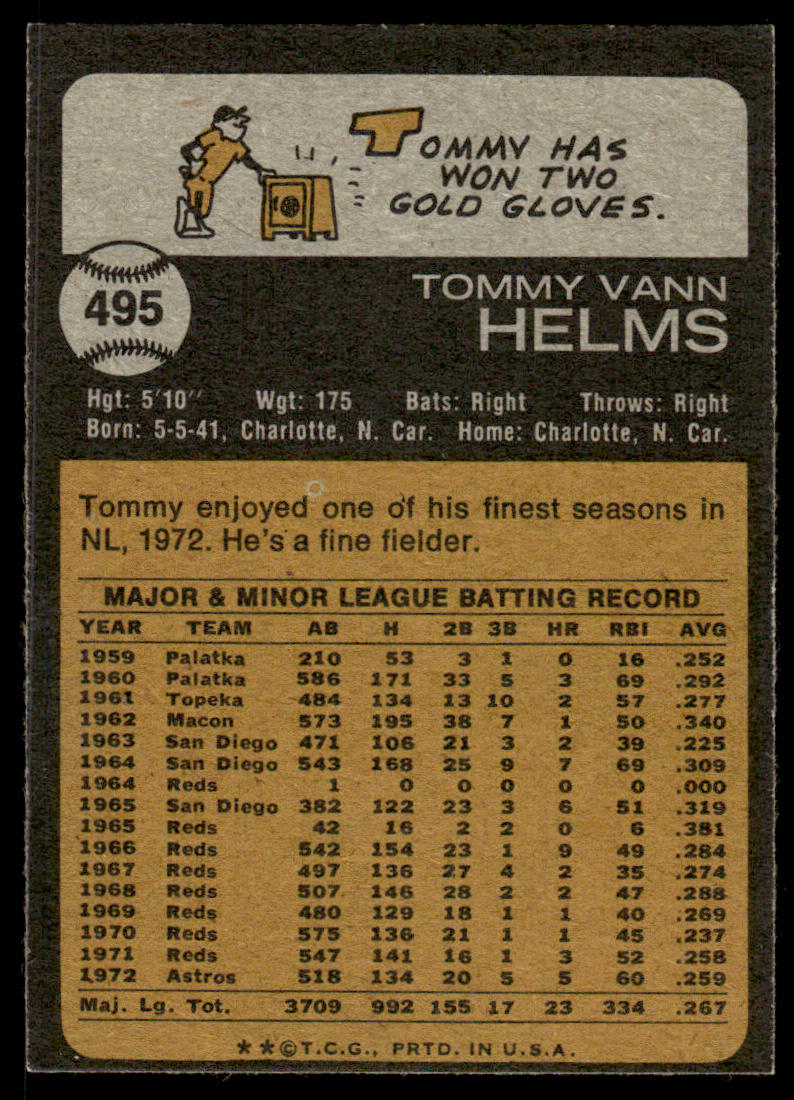 TOMMY HAS
WON TWO
GOLD GLOVES.
495
TOMMY VANN
HELMS
Hgt: 5'10" Wgt: 175 Bats: Right Throws: Right
Born: 5-5-41, Charlotte, N. Car. Home: Charlotte, N. Car.
Tommy enjoyed one of his finest seasons in
NL, 1972. He's a fine fielder.
MAJOR & MINOR LEAGUE BATTING RECORD
YEAR TEAM AB H 2B 3B HR RBI AVG
1959 Palatka 210 53 3 1 0 16 .252
1960 Palatka 586 171 33 5 3 69 .292
1961 Topeka 484 134 13 10 2 57 .277
1962 Macon 573 195 38 7 1 50 .340
1963 San Diego 471 106 21 3 2 39 .225
1964 San Diego 543 168 25 9 7 69 .309
1964 Reds 1 0 0 0 0 0 .000
1965 San Diego 382 122 23 3 6 51 .319
1965 Reds 42 16 2 2 0 6 .381
1966 Reds 542 154 23 1 9 49 .284
1967 Reds 497 136 27 4 2 35 .274
1968 Reds 507 146 28 2 2 47 .288
1969 Reds 480 129 18 1 1 40 .269
1970 Reds 575 136 21 1 1 45 .237
1971 Reds 547 141 16 1 3 52 .258
1972 Astros 518 134 20 5 5 60 .259
Maj. Lg. Tot. 3709 992 155 17 23 334 .267
**©T.C.G., PRTD. IN U.S.A.